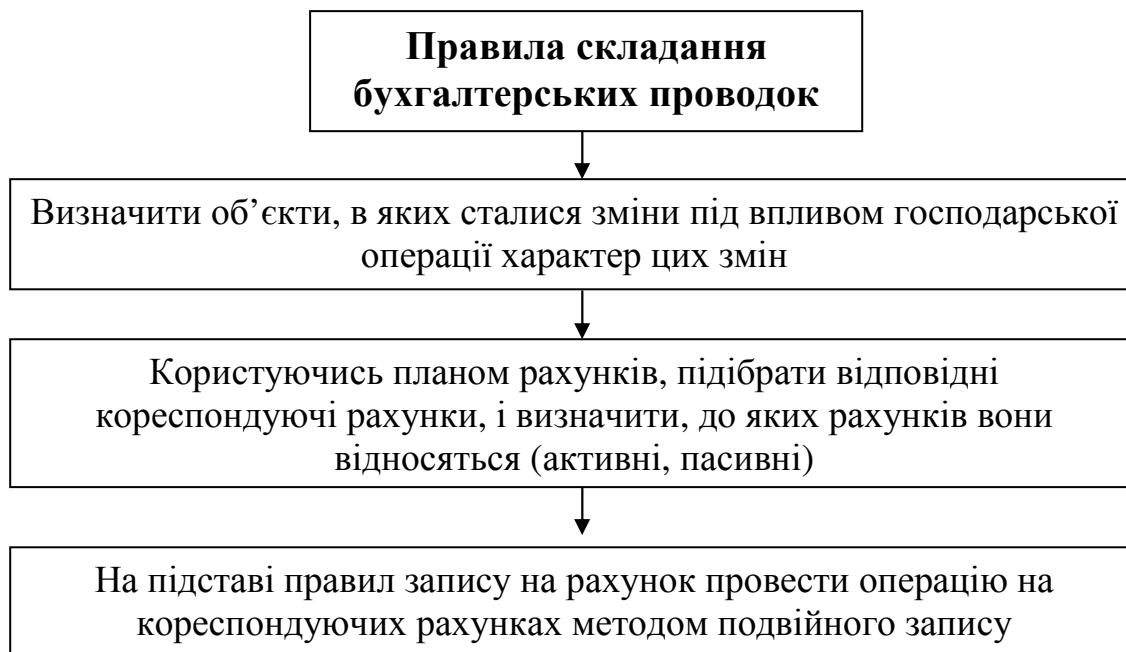 Правила складання
бухгалтерських проводок
Визначити об’єкти, в яких сталися зміни під впливом господарської
операції характер цих змін
Користуючись планом рахунків, підібрати відповідні
кореспондуючі рахунки, і визначити, до яких рахунків вони
відносяться (активні, пасивні)
На підставі правил запису на рахунок провести операцію на
кореспондуючих рахунках методом подвійного запису